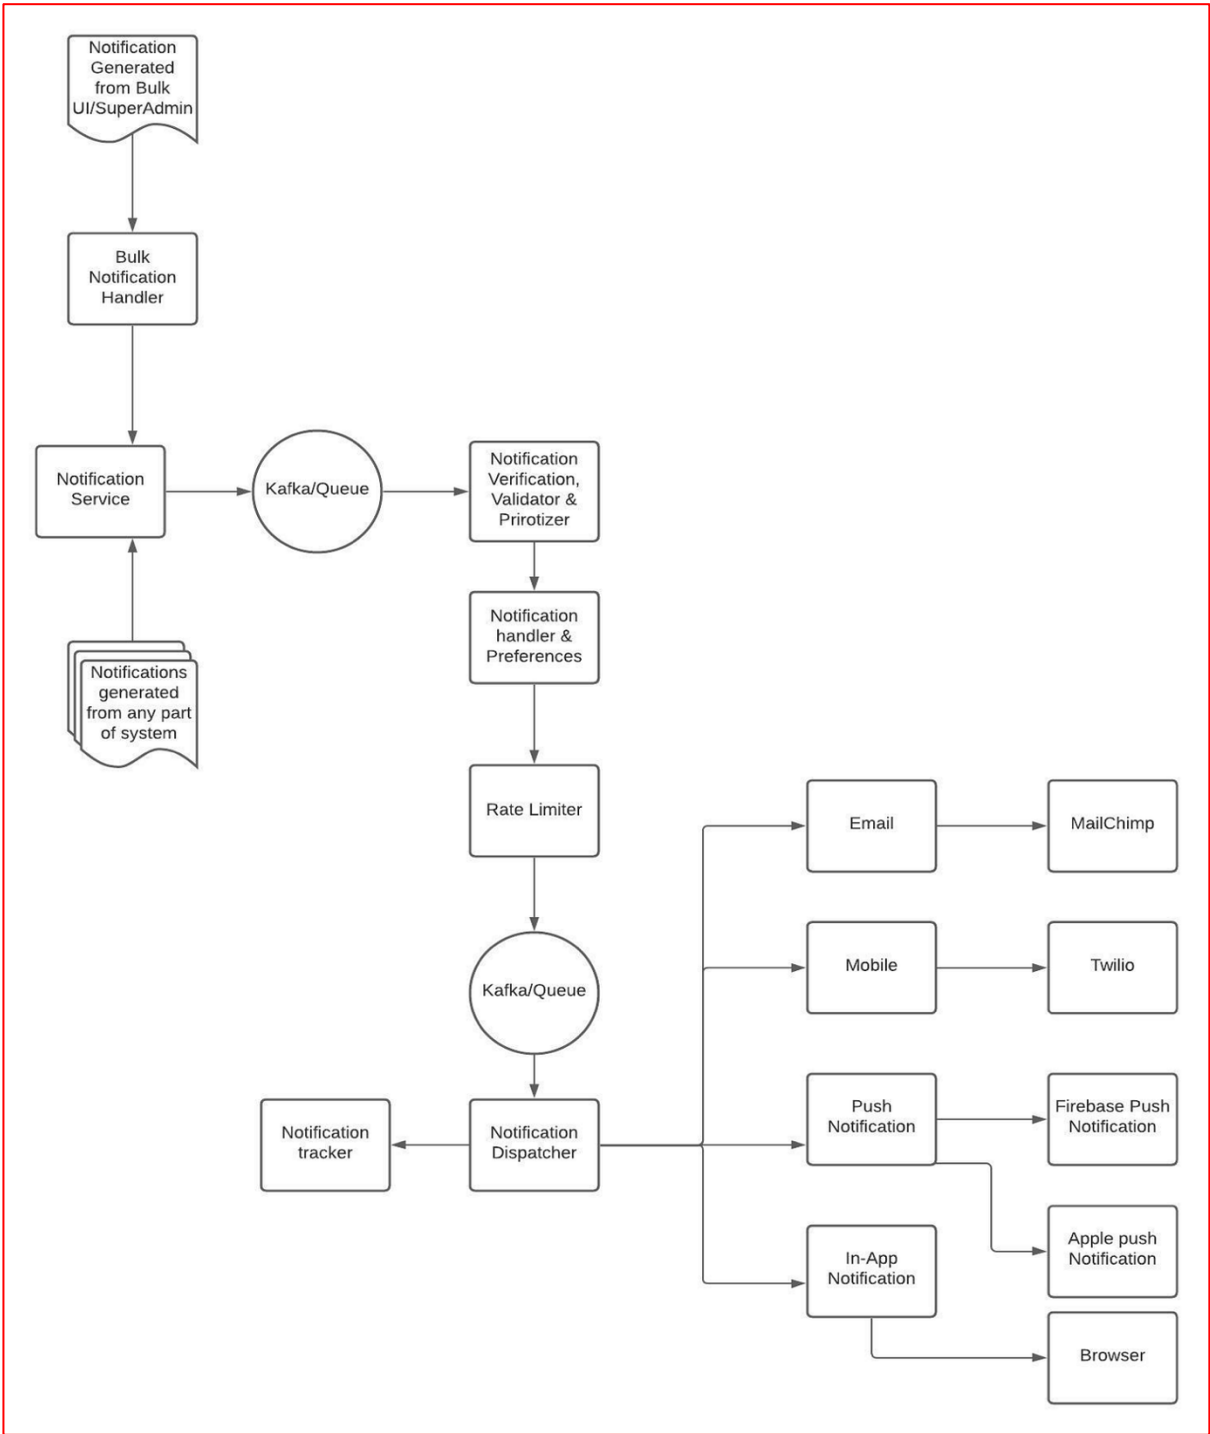 Notification
Generated
from Bulk
UI/SuperAdmin
Bulk
Notification
Handler
Notification
Service
Kafka/Queue
Notification
Verification,
Validator &
Prirotizer
Notification
handler &
Preferences
Notifications
generated
from any part
of system
Rate Limiter
Email
MailChimp
Mobile
Twilio
Kafka/Queue
Notification
tracker
Notification
Dispatcher
Push
Notification
Firebase Push
Notification
Apple push
Notification
In-App
Notification
Browser